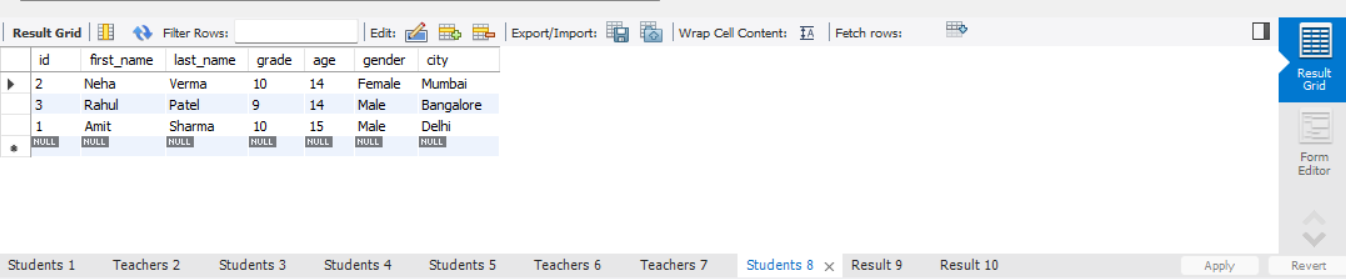 Result Grid Filter Rows: Edit: Export/Import: Wrap Cell Content: IA Fetch rows:
id first_name last_name grade age gender city
2 Neha Verma 10 14 Female Mumbai
3 Rahul Patel 9 14 Male Bangalore
1 Amit Sharma 10 15 Male Delhi
NULL NULL NULL NULL NULL NULL NULL
Result
Grid
Form
Editor
Students 1 Teachers 2 Students 3 Students 4 Students 5 Teachers 6 Teachers 7 Students 8 Result 9 Result 10 Apply Revert